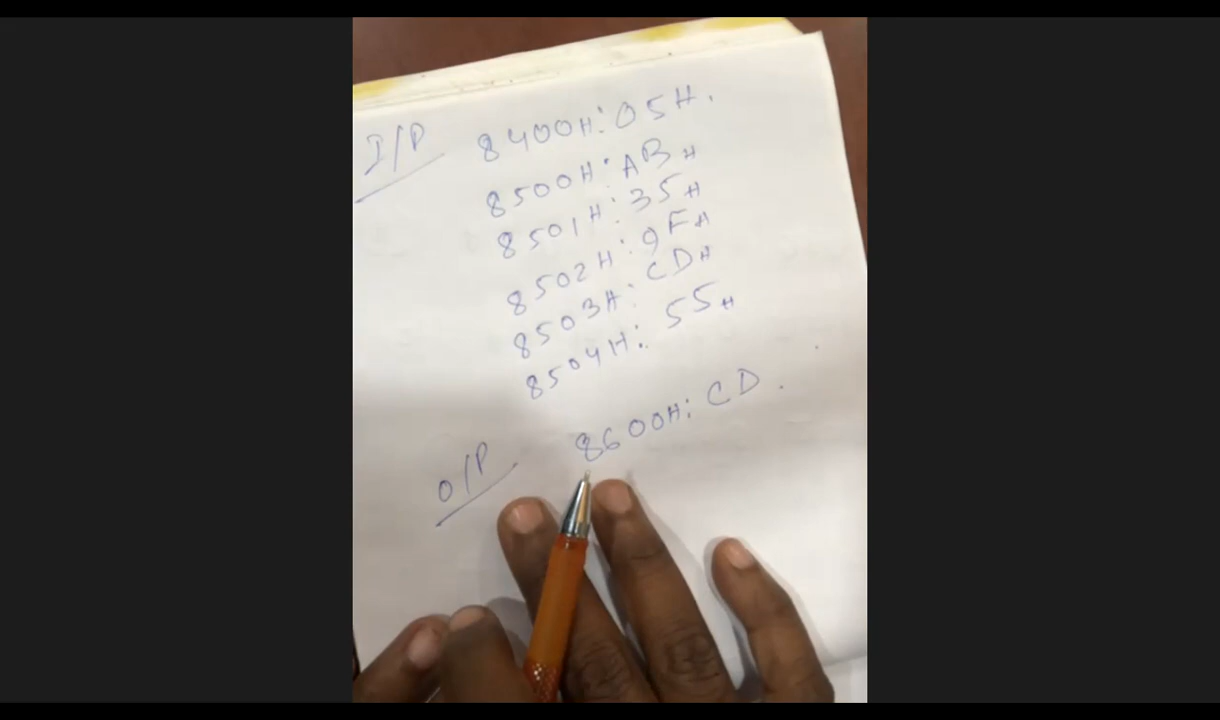 I/P
8400H: 05H.
8500H: ABH
8501H: 35H
8502H: 9FH
8503H: CDH
8504H: 55H
O/P
8600H: CD.